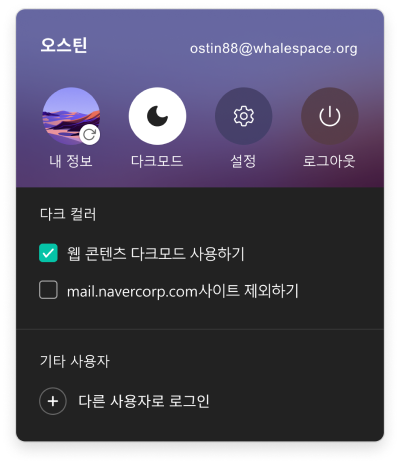 오스틴
ostin88@whalespace.org
내 정보
다크모드
설정
로그아웃
다크 컬러
웹 콘텐츠 다크모드 사용하기
mail.navercorp.com사이트 제외하기
기타 사용자
다른 사용자로 로그인